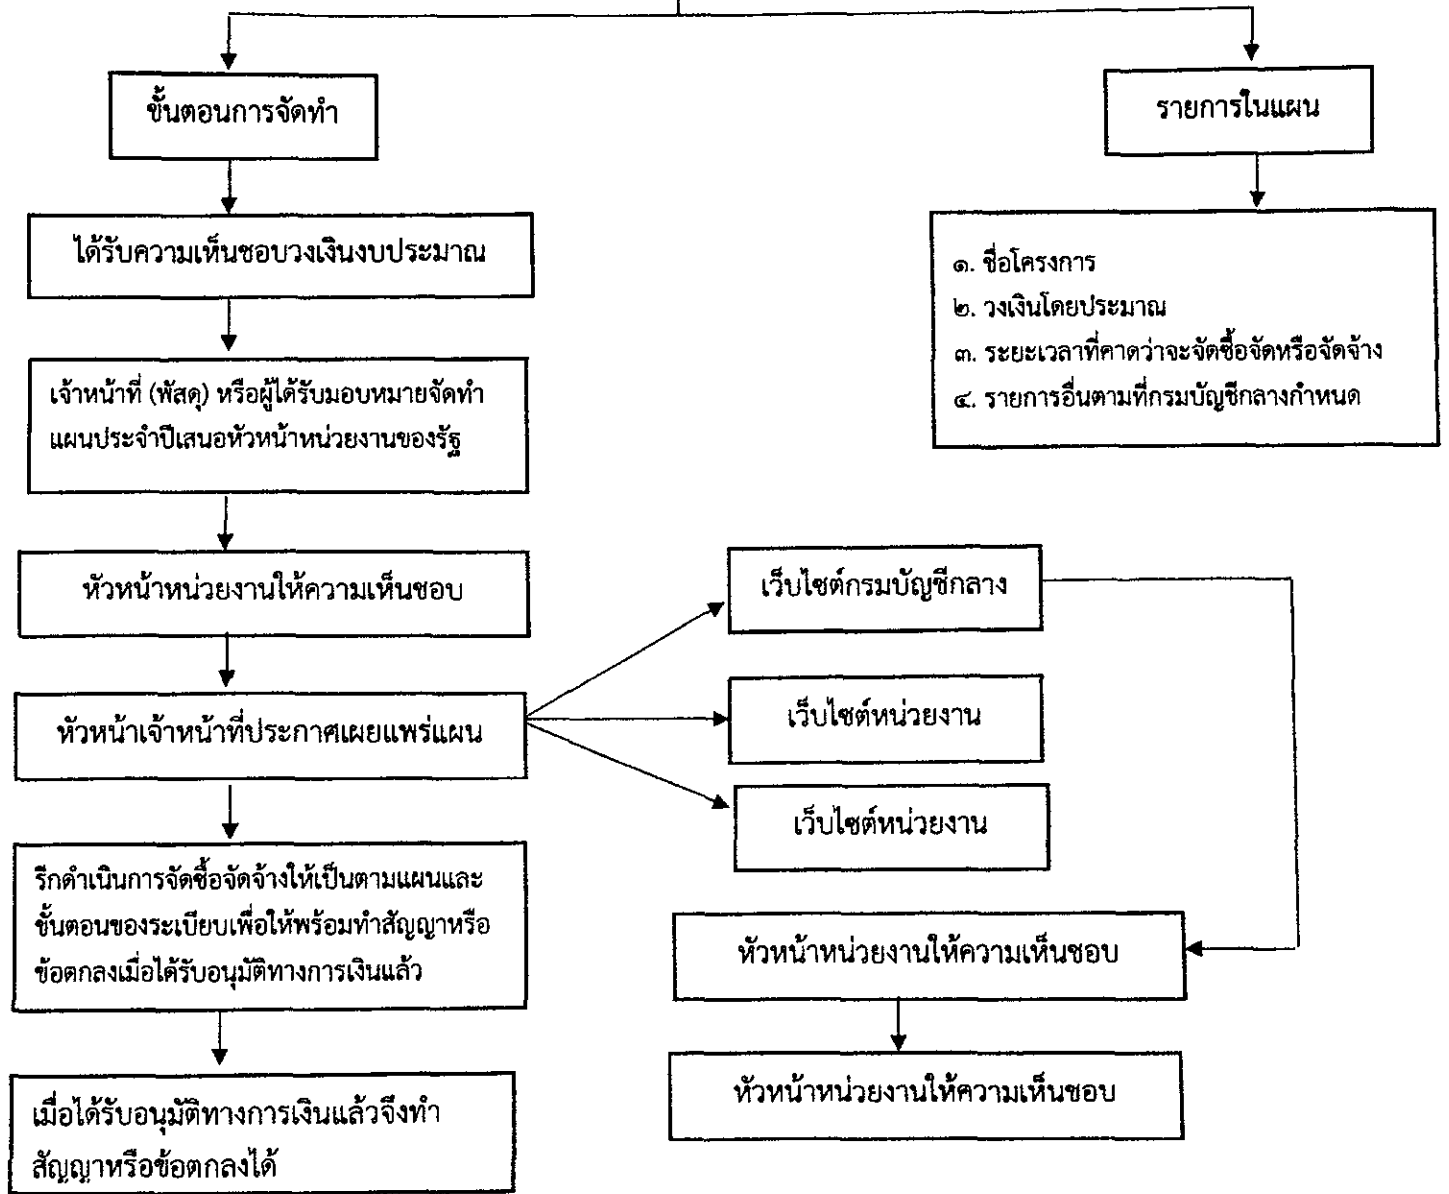 ขั้นตอนการจัดทำ
รายการในแผน
ได้รับความเห็นชอบวงเงินงบประมาณ
๑. ชื่อโครงการ
๒. วงเงินโดยประมาณ
๓. ระยะเวลาที่คาดว่าจะจัดซื้อจัดหรือจัดจ้าง
๔. รายการอื่นตามที่กรมบัญชีกลางกำหนด
เจ้าหน้าที่ (พัสดุ) หรือผู้ได้รับมอบหมายจัดทำ
แผนประจำปีเสนอหัวหน้าหน่วยงานของรัฐ
หัวหน้าหน่วยงานให้ความเห็นชอบ
หัวหน้าเจ้าหน้าที่ประกาศเผยแพร่แผน
เว็บไซต์กรมบัญชีกลาง
เว็บไซต์หน่วยงาน
เว็บไซต์หน่วยงาน
รีกดำเนินการจัดซื้อจัดจ้างให้เป็นตามแผนและ
ขั้นตอนของระเบียบเพื่อให้พร้อมทำสัญญาหรือ
ข้อตกลงเมื่อได้รับอนุมัติทางการเงินแล้ว
เมื่อได้รับอนุมัติทางการเงินแล้วจึงทำ
สัญญาหรือข้อตกลงได้
หัวหน้าหน่วยงานให้ความเห็นชอบ
หัวหน้าหน่วยงานให้ความเห็นชอบ